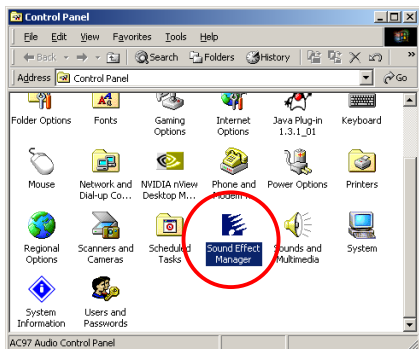 Control Panel
File Edit View Favorites Tools Help
Back Search Folders History
Address Control Panel Go
Folder Options Fonts Gaming Options Internet Options Java Plug-in 1.3.1_01 Keyboard
Mouse Network and Dial-up Co... NVIDIA nView Desktop M... Phone and Modem Power Options Printers
Regional Options Scanners and Cameras Scheduled Tasks Sound Effect Manager Sounds and Multimedia System
System Information Users and Passwords
AC97 Audio Control Panel